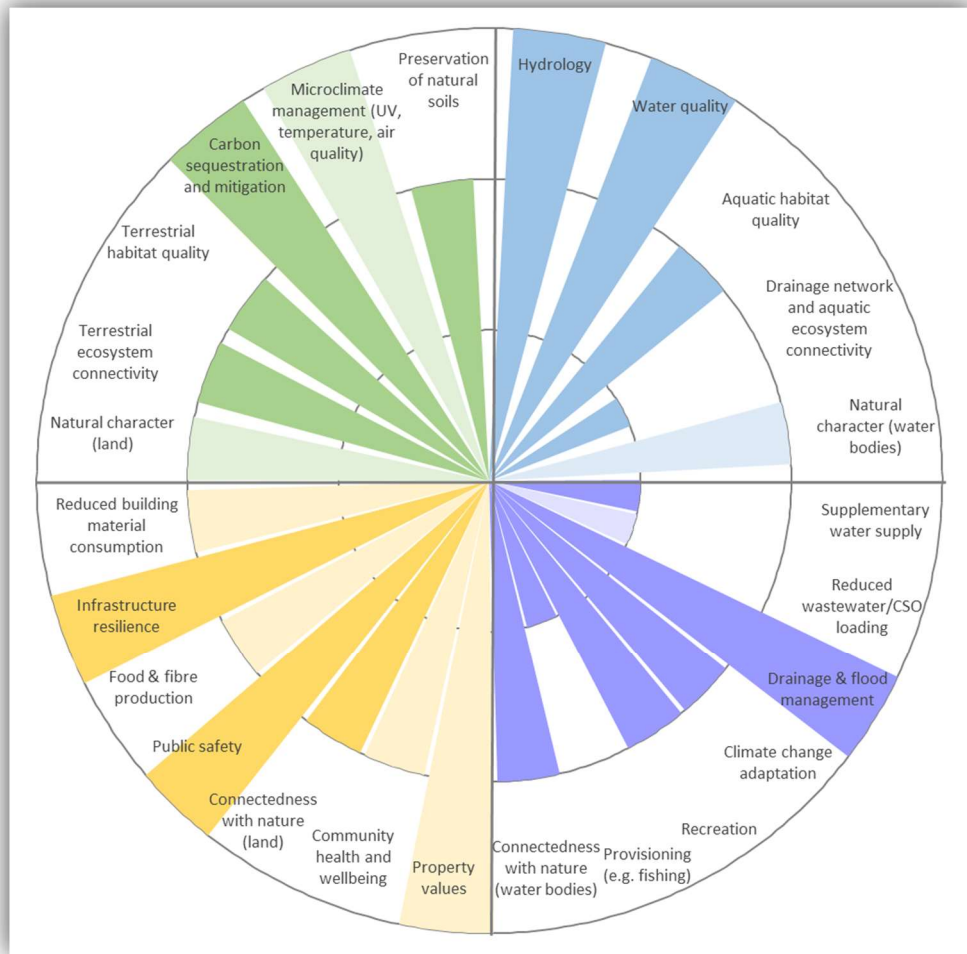 Hydrology
Water quality
Aquatic habitat
quality
Drainage network
and aquatic
ecosystem
connectivity
Natural
character (water
bodies)
Supplementary
water supply
Reduced
wastewater/CSO
loading
Drainage & flood
management
Climate change
adaptation
Recreation
Provisioning
(e.g. fishing)
Connectedness
with nature
(water bodies)
Property
values
Community
health and
wellbeing
Connectedness
with nature
(land)
Public safety
Food & fibre
production
Infrastructure
resilience
Reduced building
material
consumption
Natural character
(land)
Terrestrial
ecosystem
connectivity
Terrestrial
habitat quality
Carbon
sequestration
and mitigation
Microclimate
management (UV,
temperature, air
quality)
Preservation
of natural
soils